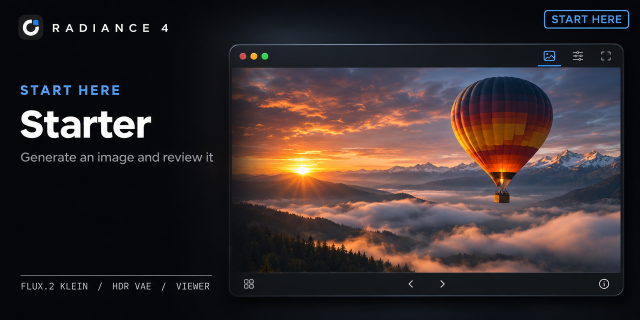 RADIANCE 4
START HERE
START HERE
Starter
Generate an image and review it
FLUX.2 KLEIN / HDR VAE / VIEWER